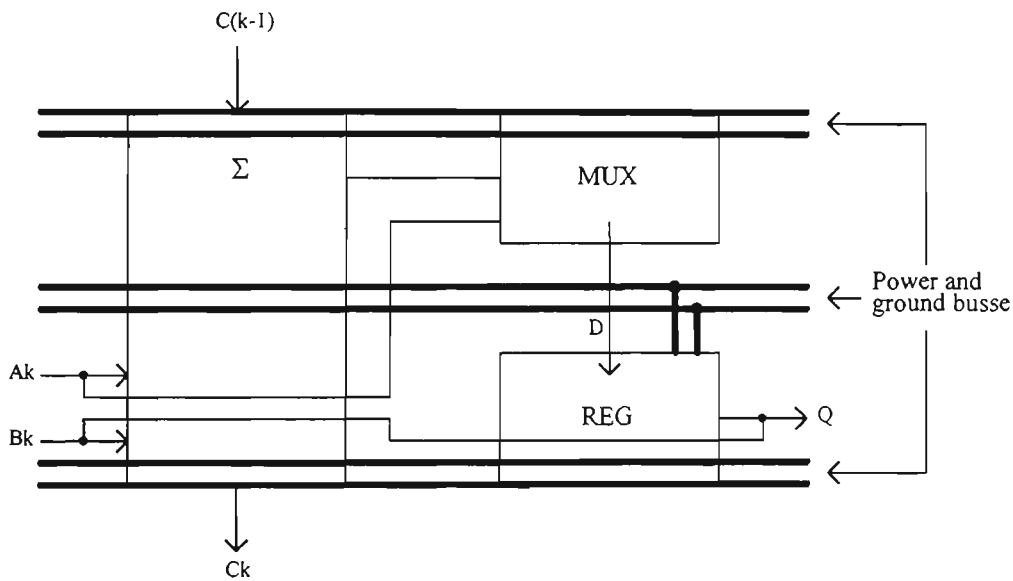 C(k-1)
Σ
MUX
Power and
ground busse
D
Ak
REG
Q
Bk
Ck